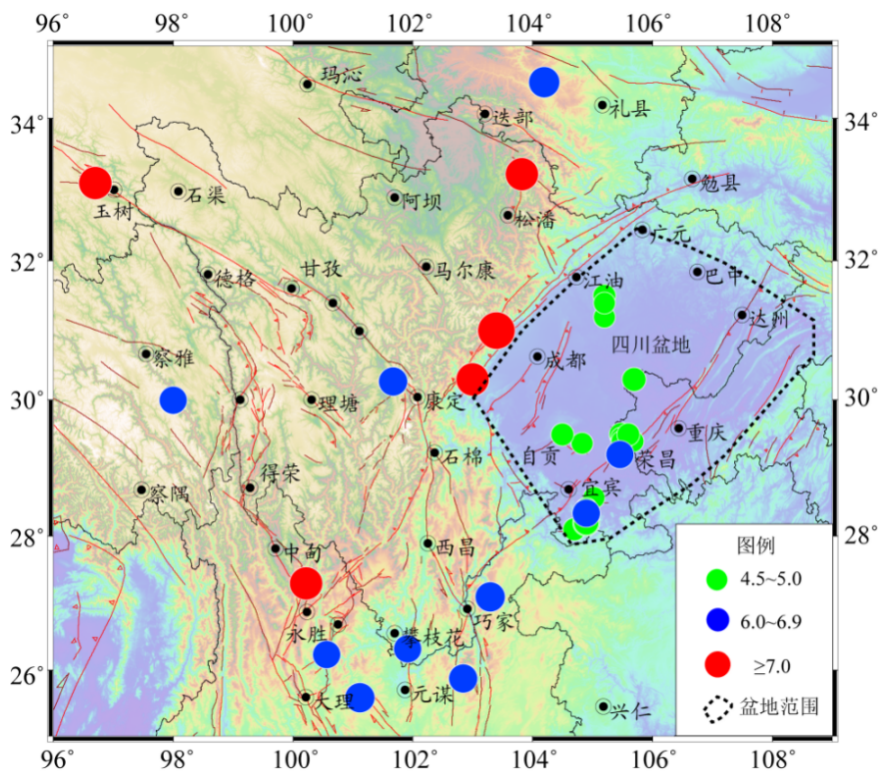 96 98 100 102 104 106 108
玛沁
礼县
34° 34°
迭部
勉县
石渠
阿坝
玉树
松潘
广元
32° 32°
甘孜
马尔康
巴中
德格
江油
达州
四川盆地
察雅
成都
30° 30°
理塘
康定
重庆
石棉
自贡
荣昌
得荣
宜宾
察隅
28° 28°
中甸
西昌
图例
4.5~5.0
巧家
6.0~6.9
永胜
攀枝花
≥7.0
26°
元谋
大理
兴仁
盆地范围
96 98 100 102 104 106 108